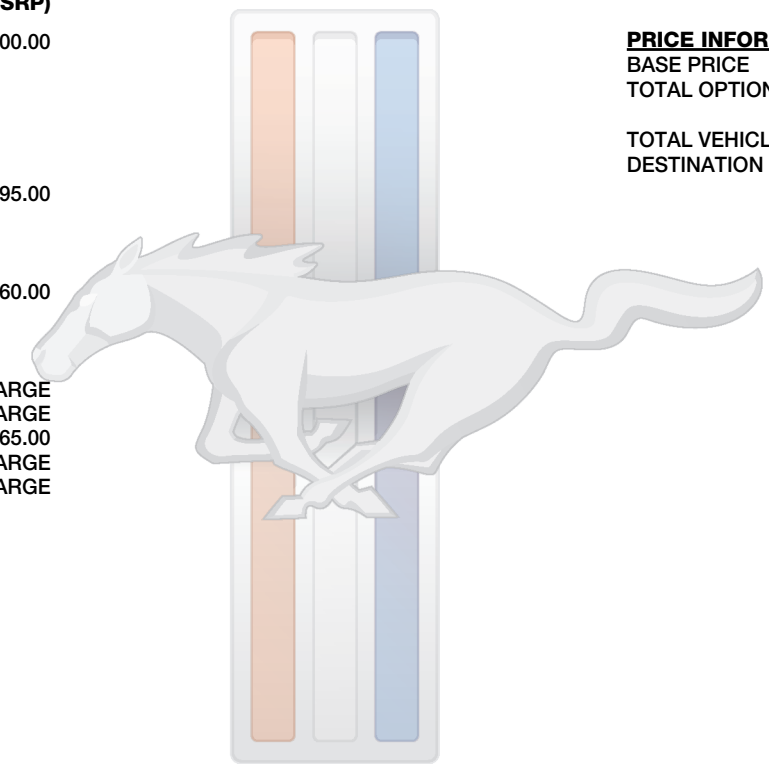 SRP)
00.00
95.00
60.00
ARGE
ARGE
65.00
ARGE
ARGE
PRICE INFOR
BASE PRICE
TOTAL OPTION
TOTAL VEHICL
DESTINATION